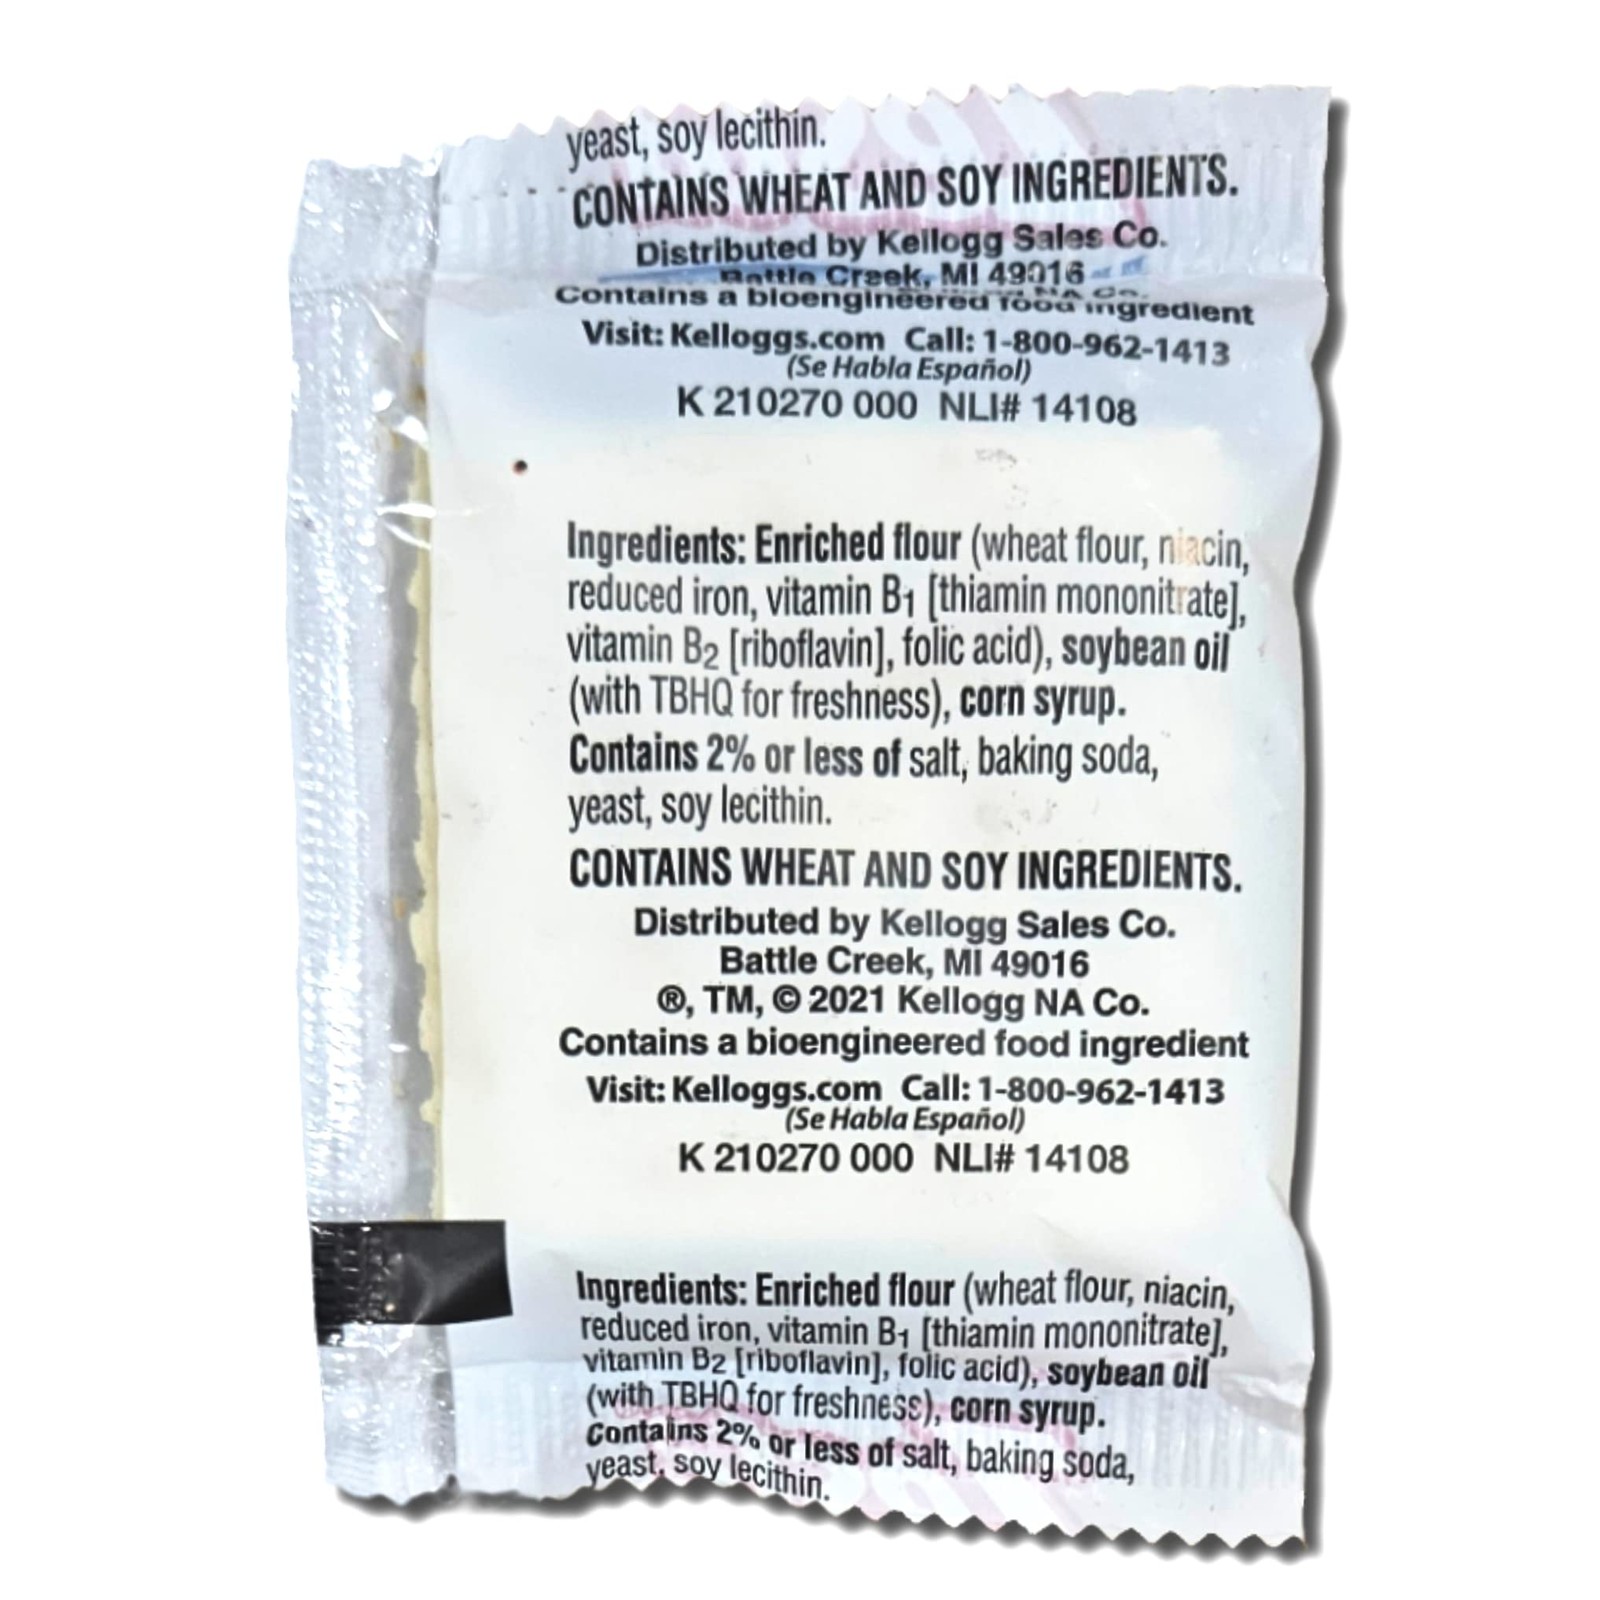 yeast, soy lecithin.
CONTAINS WHEAT AND SOY INGREDIENTS.
Distributed by Kellogg Sales Co.
Battle Creek, MI 49016
NA Co.
Contains a bioengineered food ingredient
Visit: Kelloggs.com Call: 1-800-962-1413
(Se Habla Español)
K 210270 000 NLI# 14108
Ingredients: Enriched flour (wheat flour, niacin,
reduced iron, vitamin B1 [thiamin mononitrate],
vitamin B2 [riboflavin], folic acid), soybean oil
(with TBHQ for freshness), corn syrup.
Contains 2% or less of salt, baking soda,
yeast, soy lecithin.
CONTAINS WHEAT AND SOY INGREDIENTS.
Distributed by Kellogg Sales Co.
Battle Creek, MI 49016
®, TM, © 2021 Kellogg NA Co.
Contains a bioengineered food ingredient
Visit: Kelloggs.com Call: 1-800-962-1413
(Se Habla Español)
K 210270 000 NLI# 14108
Ingredients: Enriched flour (wheat flour, niacin,
reduced iron, vitamin B1 [thiamin mononitrate],
vitamin B2 [riboflavin], folic acid), soybean oil
(with TBHQ for freshness), corn syrup.
Contains 2% or less of salt, baking soda,
yeast, soy lecithin.